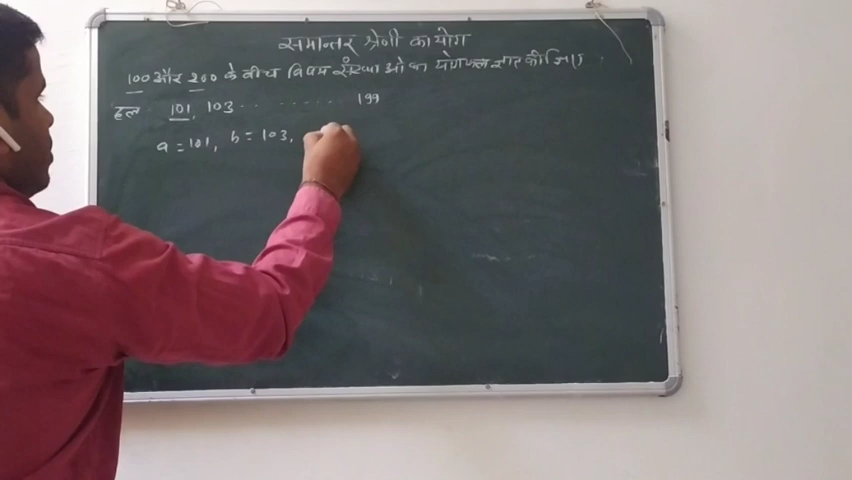 समान्तर श्रेणी का योग
100 और 200 के बीच विषम संख्याओ का योगफल ज्ञात कीजिए
हल 101, 103 . . . . . . . . . 199
a = 101, b = 103,